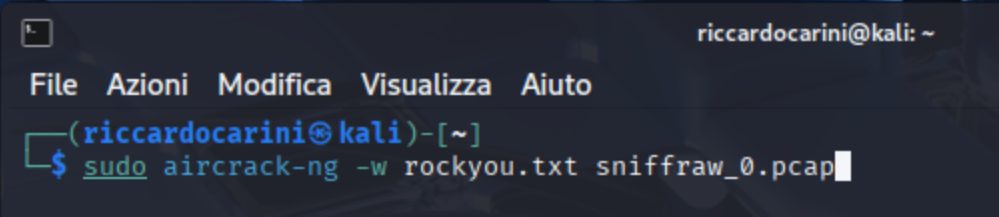 riccardocarini@kali: ~
File Azioni Modifica Visualizza Aiuto
┌──(riccardocarini㉿kali)-[~]
└─$ sudo aircrack-ng -w rockyou.txt sniffraw_0.pcap